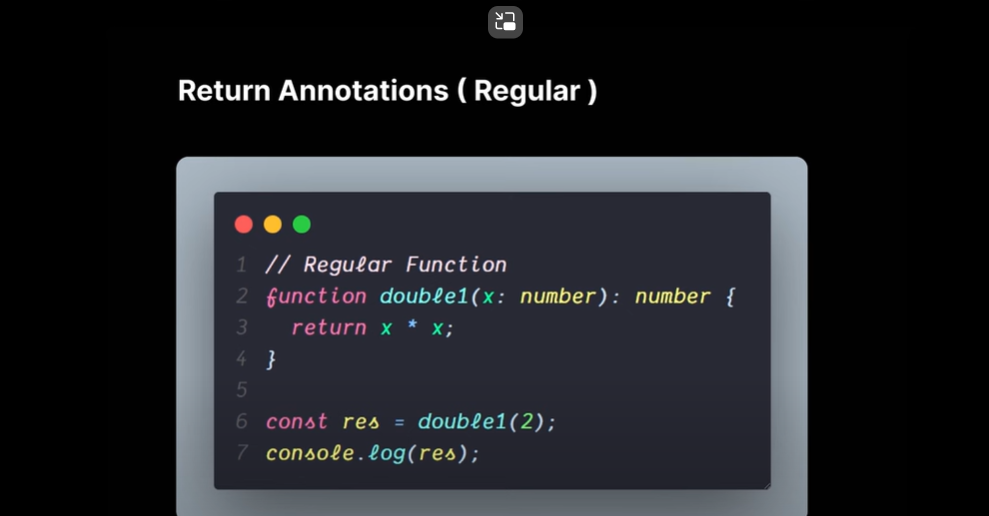 Return Annotations ( Regular )
1 // Regular Function
2 function double1(x: number): number {
3   return x * x;
4 }
5
6 const res = double1(2);
7 console.log(res);